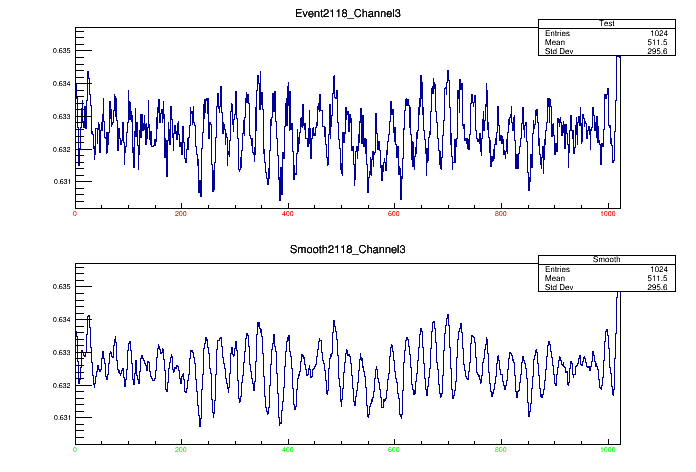 Event2118_Channel3
Test
Entries 1024
Mean 511.5
Std Dev 295.6
0.635
0.634
0.633
0.632
0.631
0 200 400 600 800 1000
Smooth2118_Channel3
Smooth
Entries 1024
Mean 511.5
Std Dev 295.6
0.635
0.634
0.633
0.632
0.631
0 200 400 600 800 1000